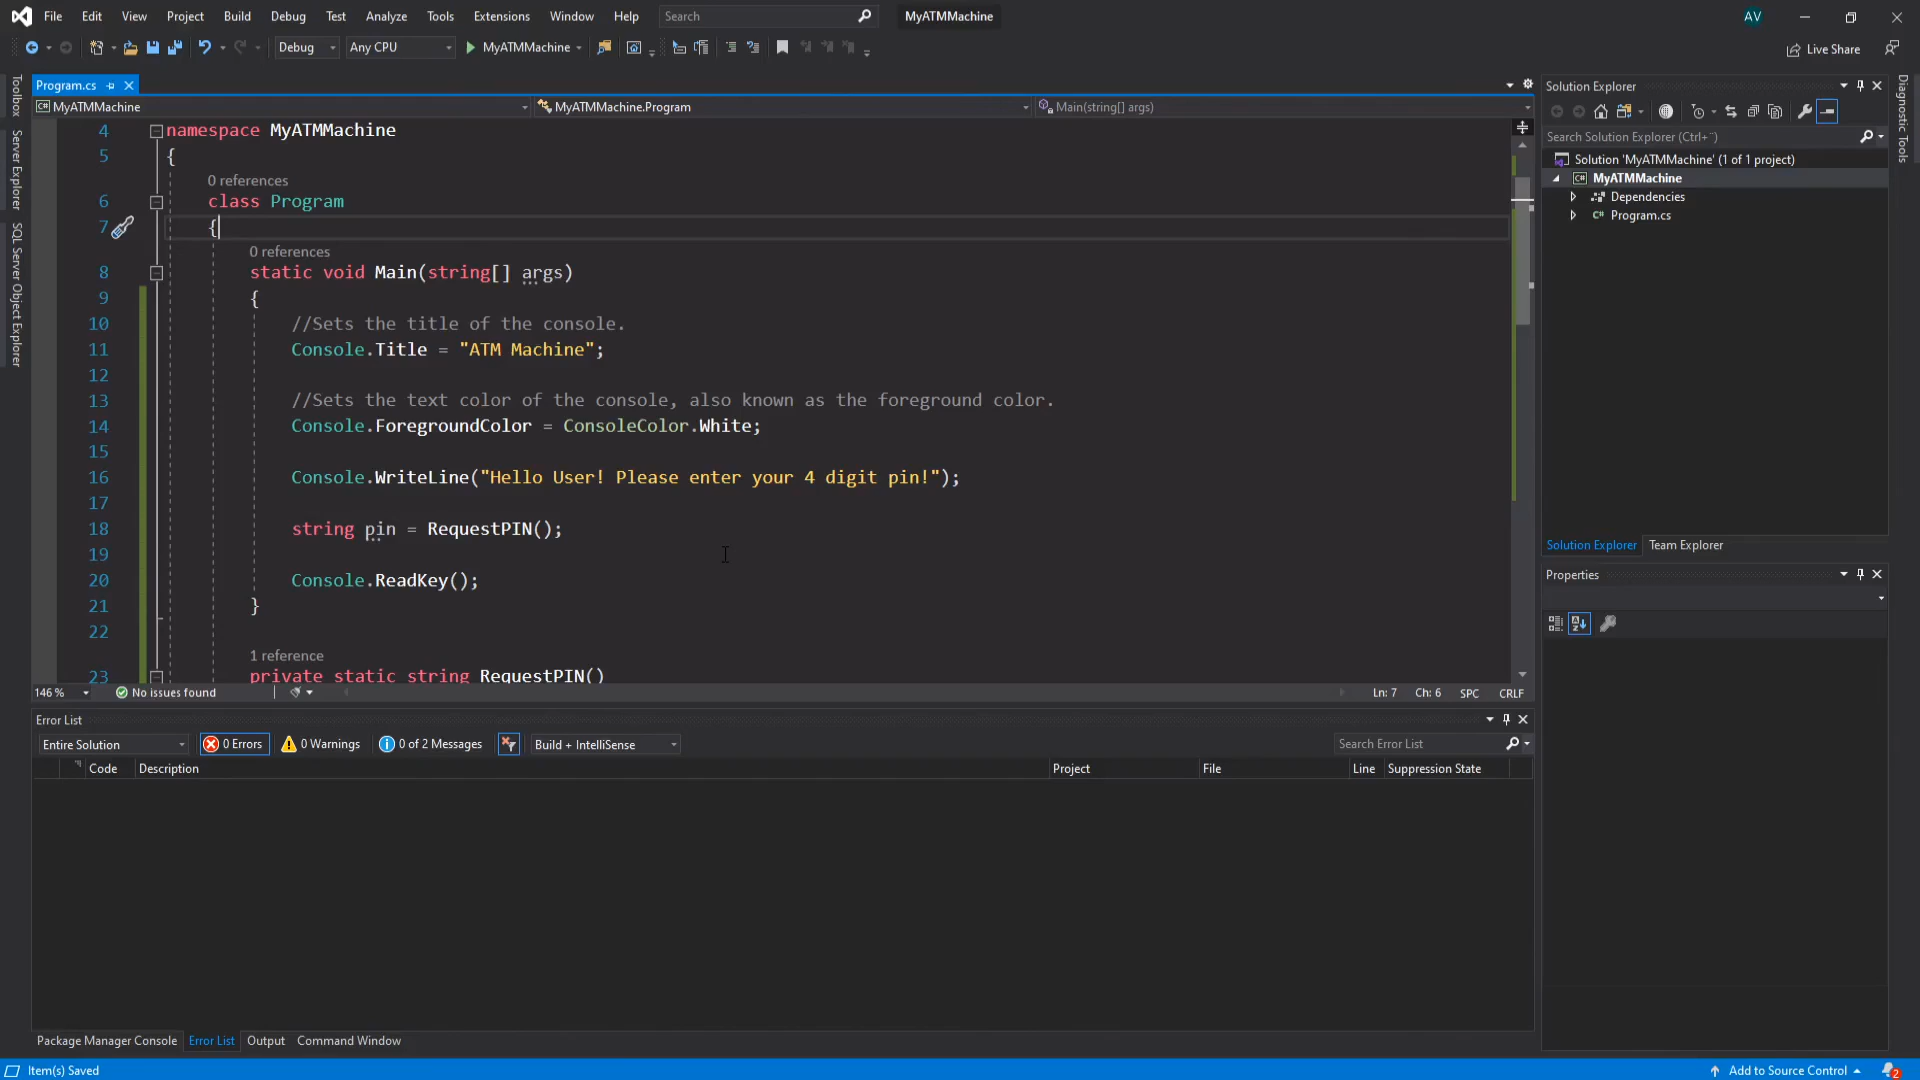 File Edit View Project Build Debug Test Analyze Tools Extensions Window Help Search MyATMMachine AV
Debug Any CPU MyATMMachine Live Share
Program.cs
MyATMMachine MyATMMachine.Program Main(string[] args)
4 namespace MyATMMachine
5 {
0 references
6 class Program
7 {
0 references
8 static void Main(string[] args)
9 {
10 //Sets the title of the console.
11 Console.Title = "ATM Machine";
12
13 //Sets the text color of the console, also known as the foreground color.
14 Console.ForegroundColor = ConsoleColor.White;
15
16 Console.WriteLine("Hello User! Please enter your 4 digit pin!");
17
18 string pin = RequestPIN();
19
20 Console.ReadKey();
21 }
22
1 reference
23 private static string RequestPIN()
146 % No issues found Ln: 7 Ch: 6 SPC CRLF
Toolbox
Server Explorer
SQL Server Object Explorer
Error List
Entire Solution 0 Errors 0 Warnings 0 of 2 Messages Build + IntelliSense Search Error List
Code Description Project File Line Suppression State
Package Manager Console Error List Output Command Window
Solution Explorer
Search Solution Explorer (Ctrl+¨)
Solution 'MyATMMachine' (1 of 1 project)
C# MyATMMachine
Dependencies
C# Program.cs
Solution Explorer Team Explorer
Properties
Diagnostic Tools
Item(s) Saved Add to Source Control 2